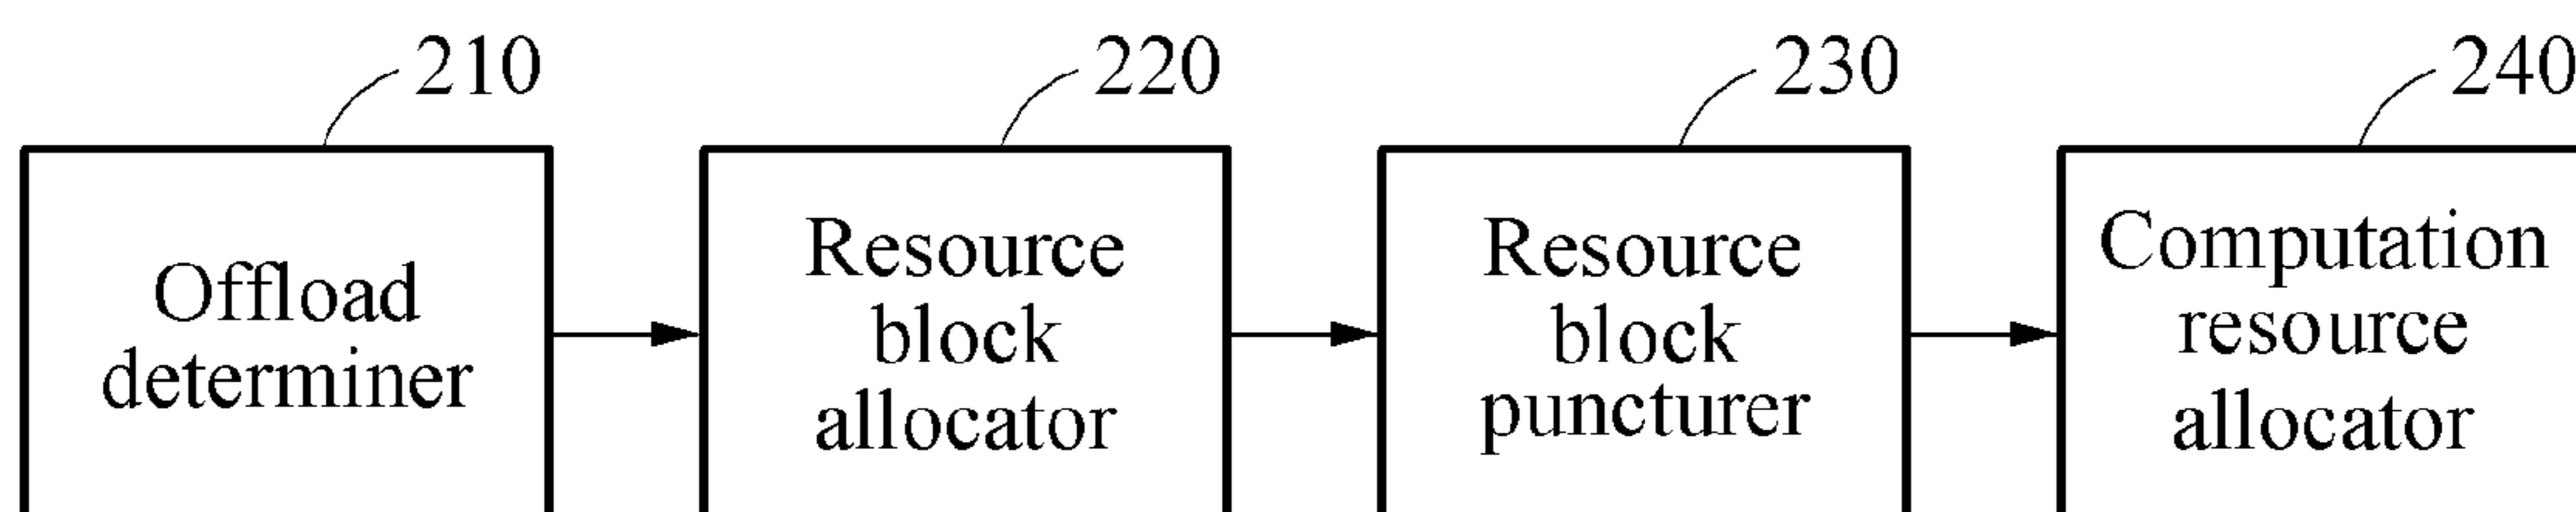 210
220
230
240
Offload
determiner
Resource
block
allocator
Resource
block
puncturer
Computation
resource
allocator